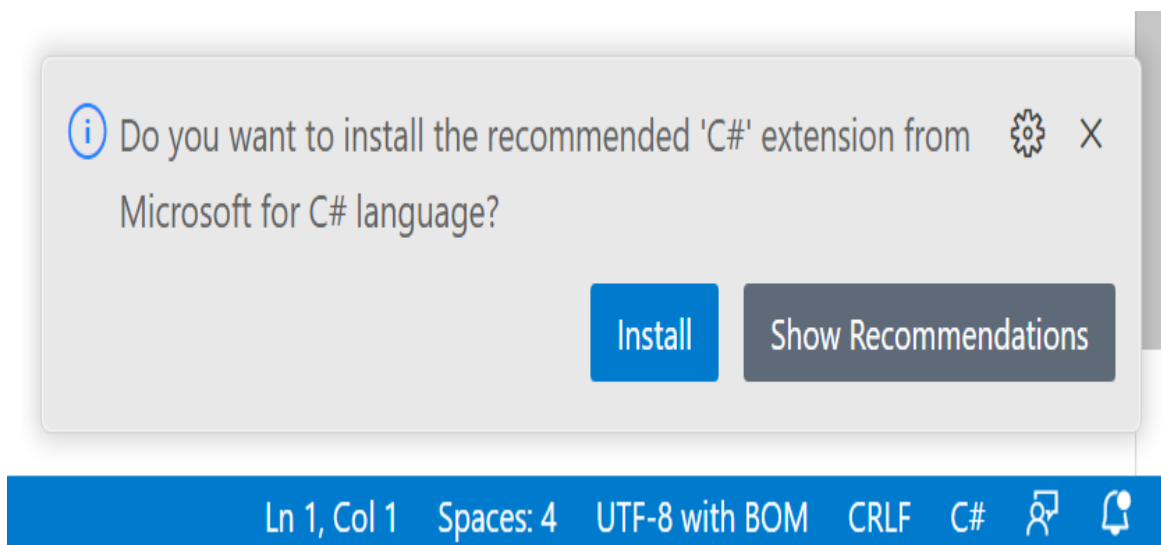 Do you want to install the recommended 'C#' extension from
Microsoft for C# language?
Install Show Recommendations
Ln 1, Col 1 Spaces: 4 UTF-8 with BOM CRLF C#